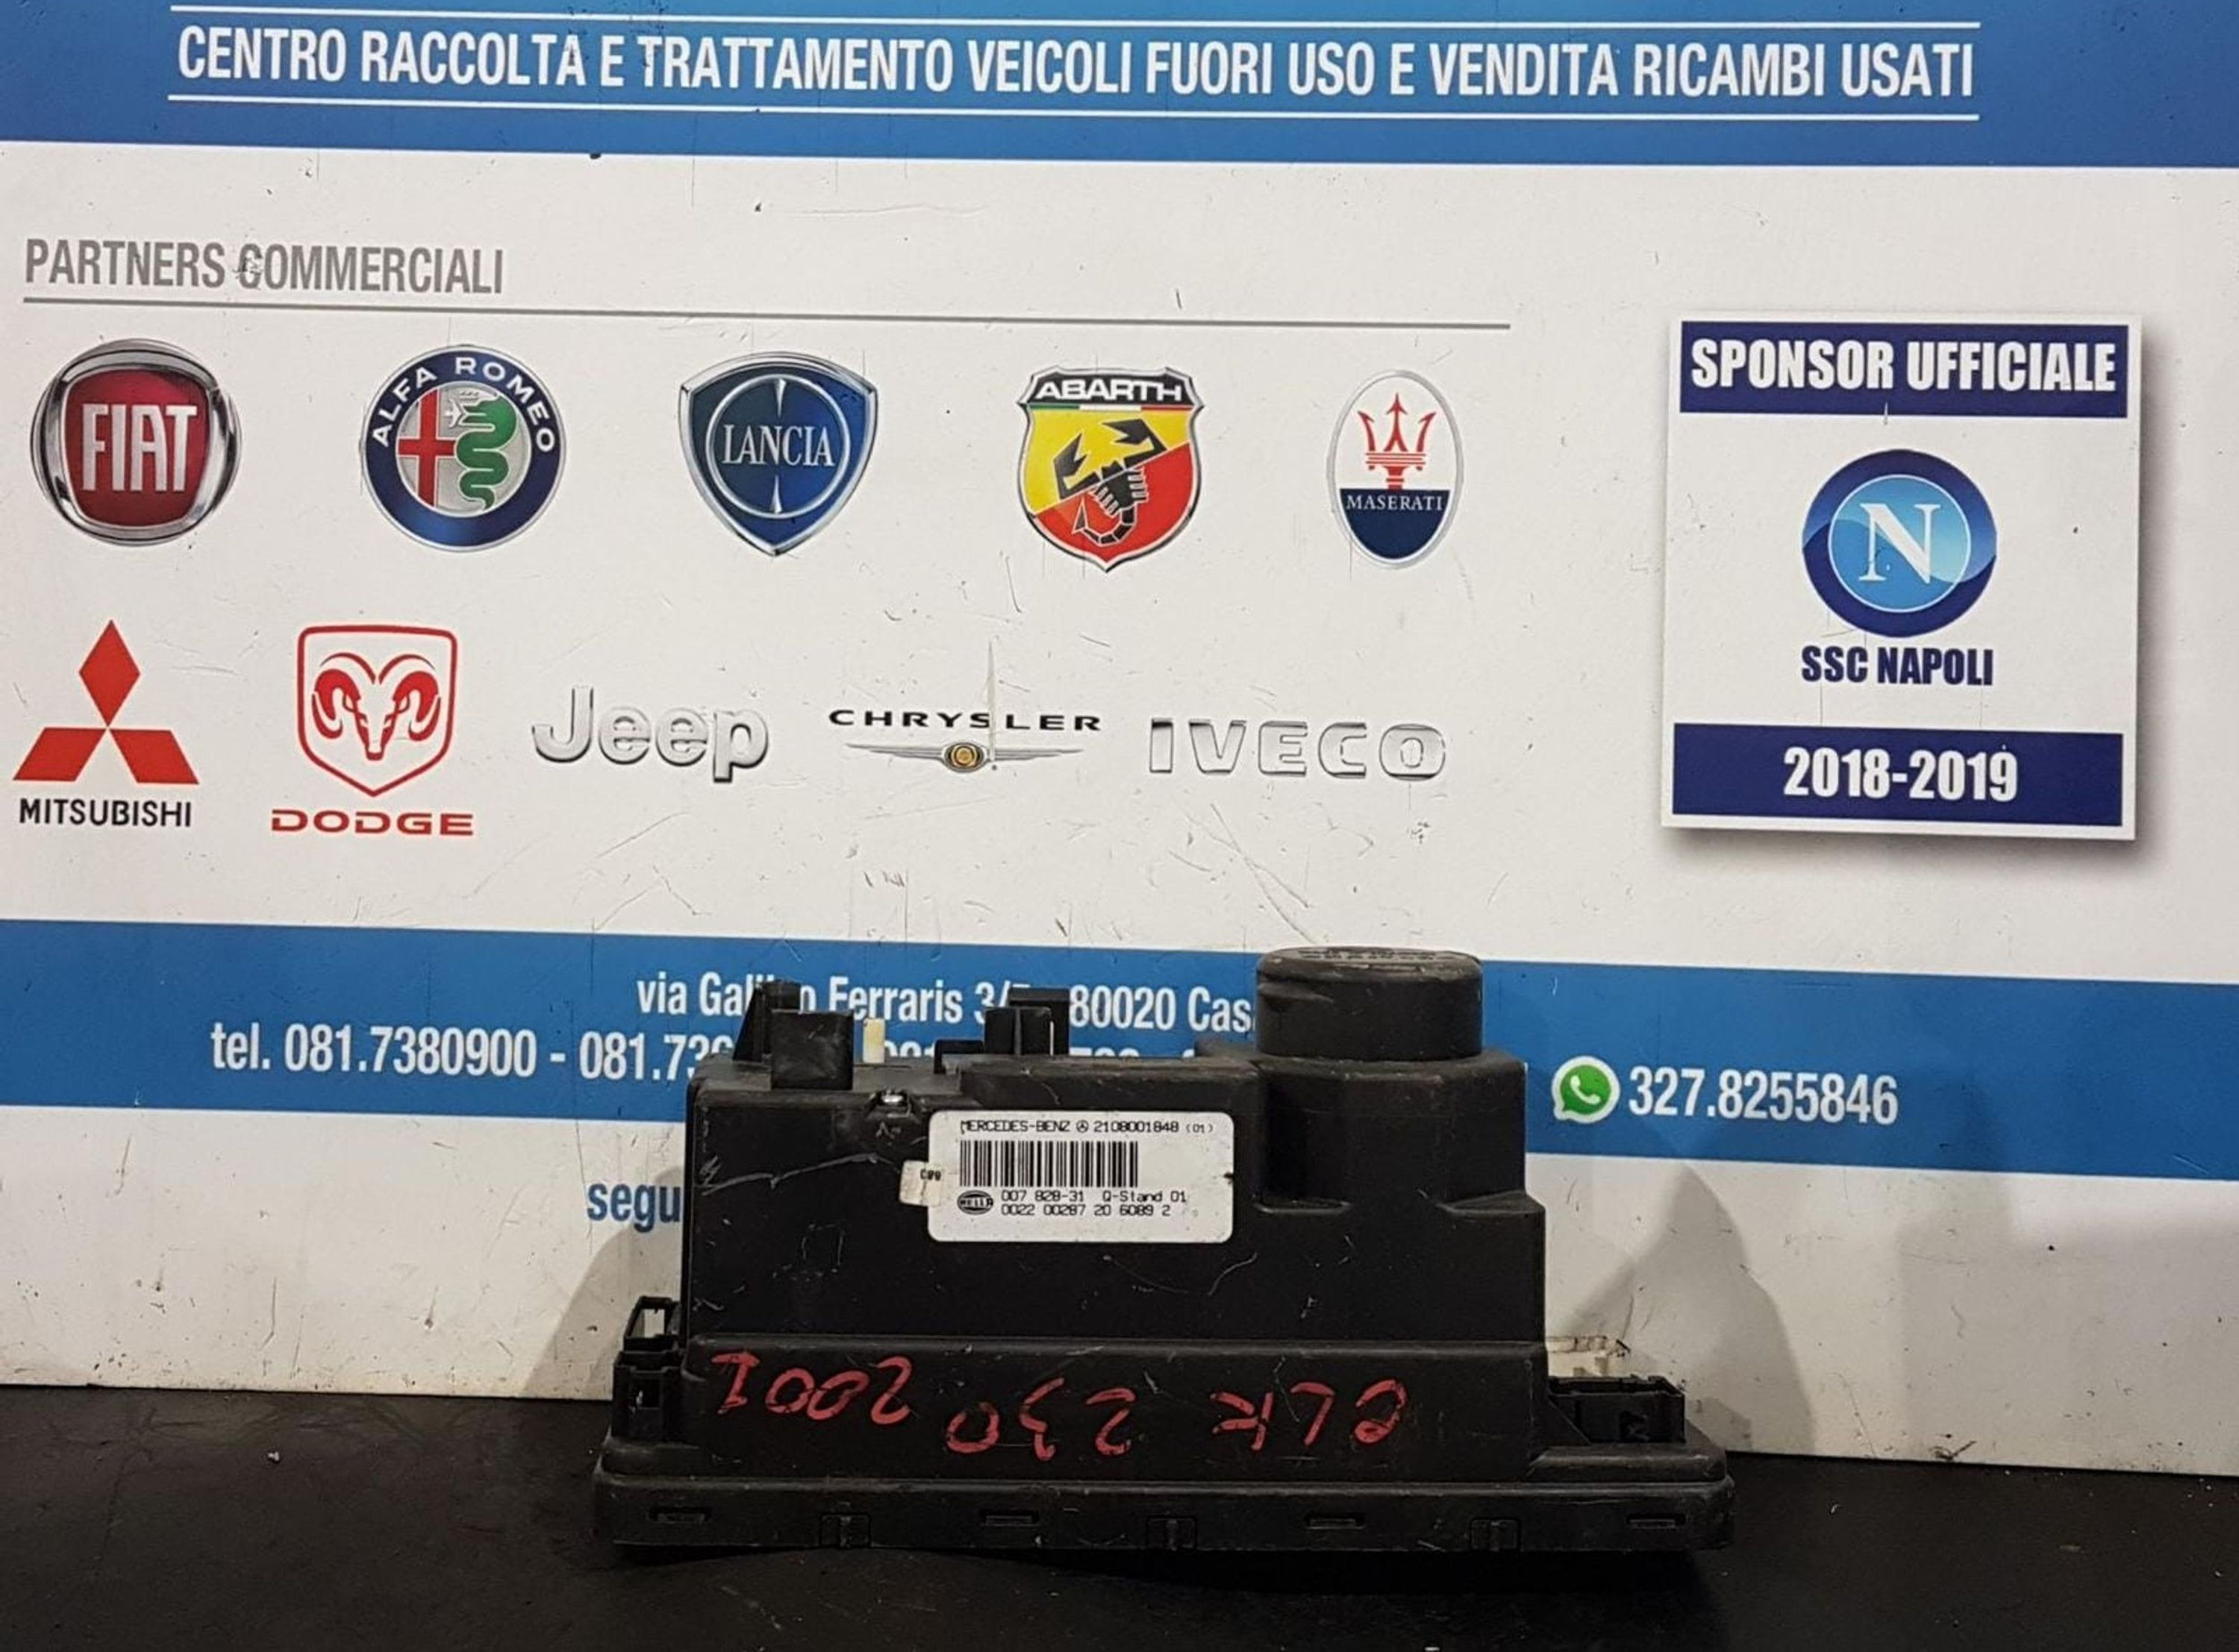 CENTRO RACCOLTA E TRATTAMENTO VEICOLI FUORI USO E VENDITA RICAMBI USATI
PARTNERS COMMERCIALI
FIAT
ALFA ROMEO
LANCIA
ABARTH
MASERATI
MITSUBISHI
DODGE
Jeep
CHRYSLER
IVECO
SPONSOR UFFICIALE
N
SSC NAPOLI
2018-2019
via Ferraris 80020
tel. 081.7380900 - 081.73
327.8255846
segu
MERCEDES-BENZ 2108001848 (01)
HELLA 007 828-31 Q-Stand 01
0022 00287 20 6089 2
CLK 230 2001